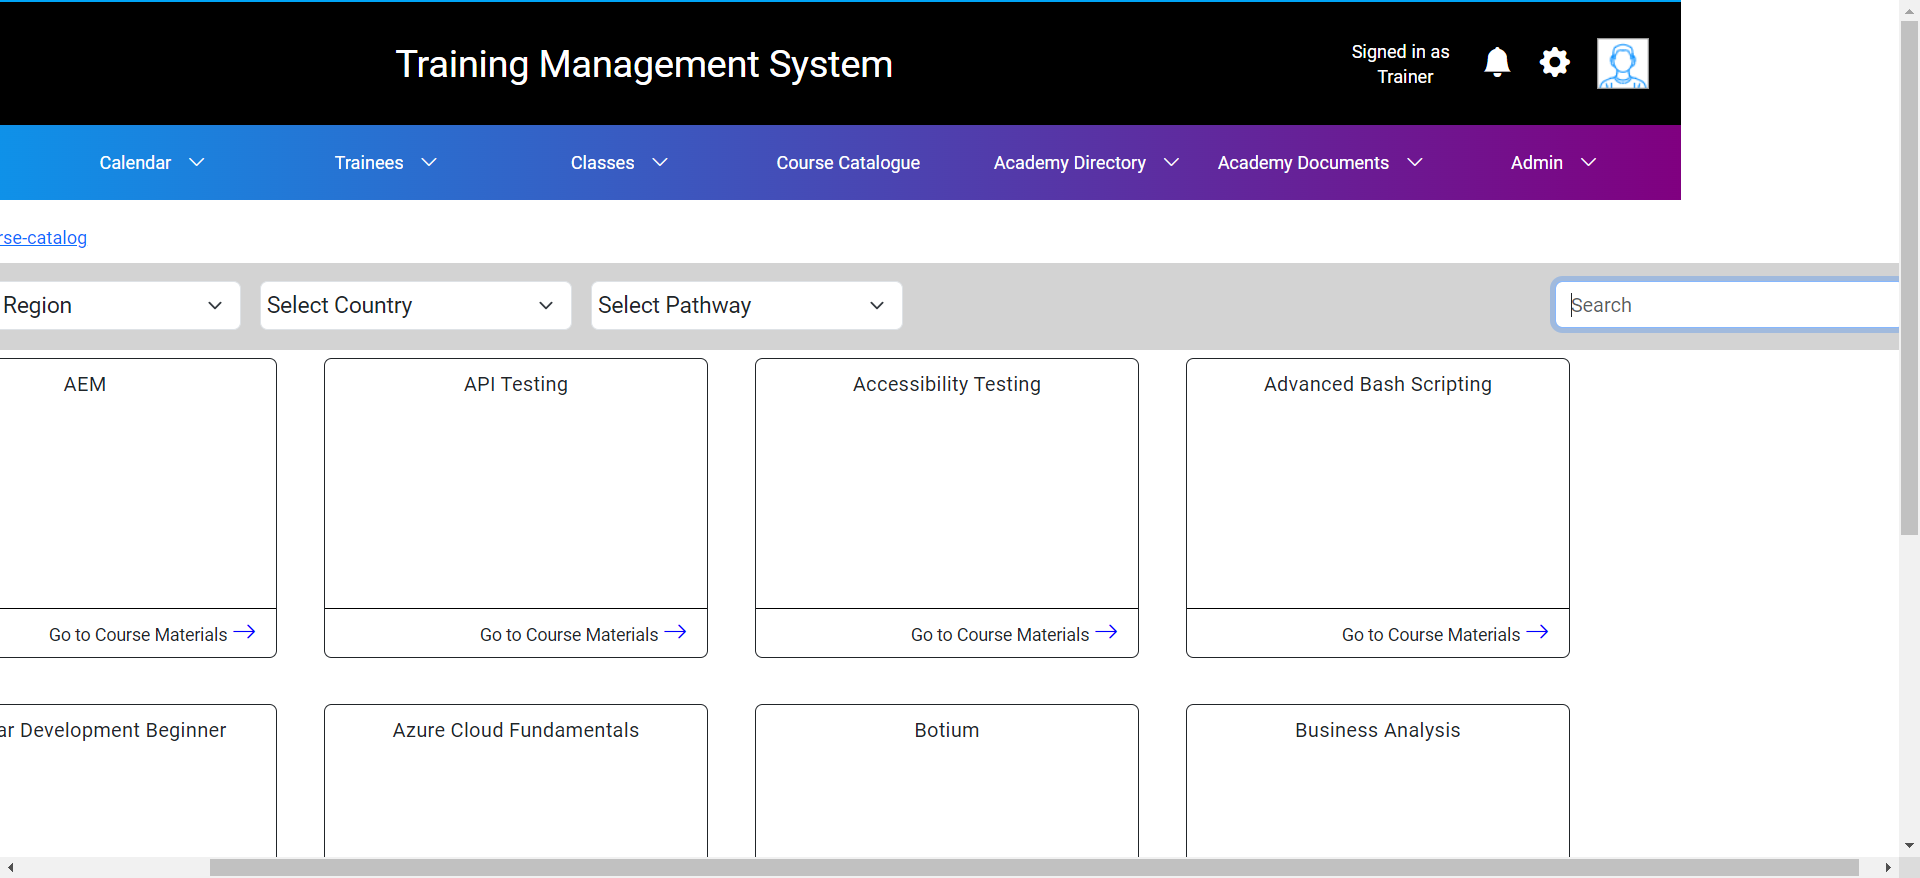 Training Management System
Signed in as
Trainer
Calendar
Trainees
Classes
Course Catalogue
Academy Directory
Academy Documents
Admin
rse-catalog
Region
Select Country
Select Pathway
Search
AEM
API Testing
Accessibility Testing
Advanced Bash Scripting
Go to Course Materials
Go to Course Materials
Go to Course Materials
Go to Course Materials
ar Development Beginner
Azure Cloud Fundamentals
Botium
Business Analysis